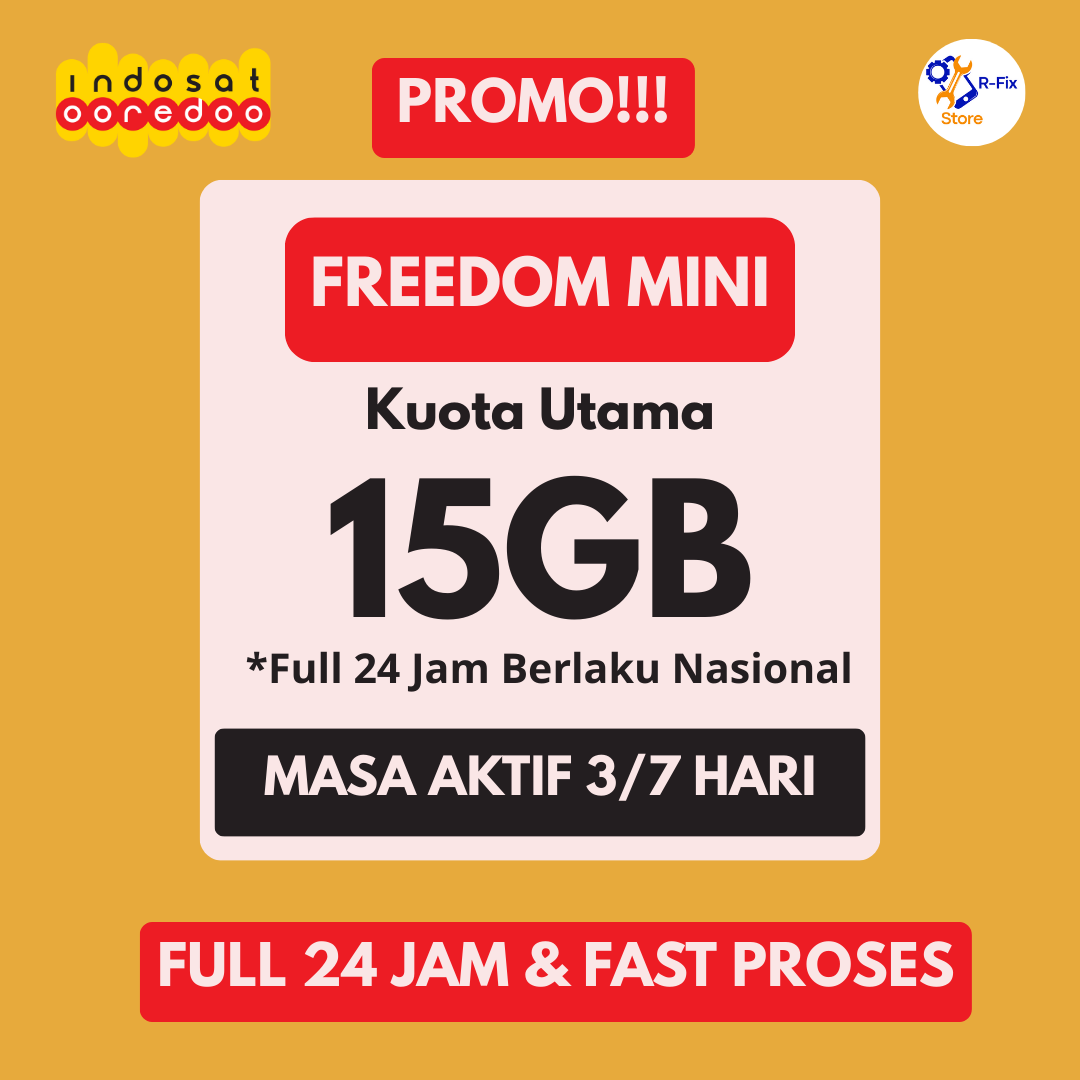 indosat
ooredoo
PROMO!!!
R-Fix
Store
FREEDOM MINI
Kuota Utama
15GB
*Full 24 Jam Berlaku Nasional
MASA AKTIF 3/7 HARI
FULL 24 JAM & FAST PROSES